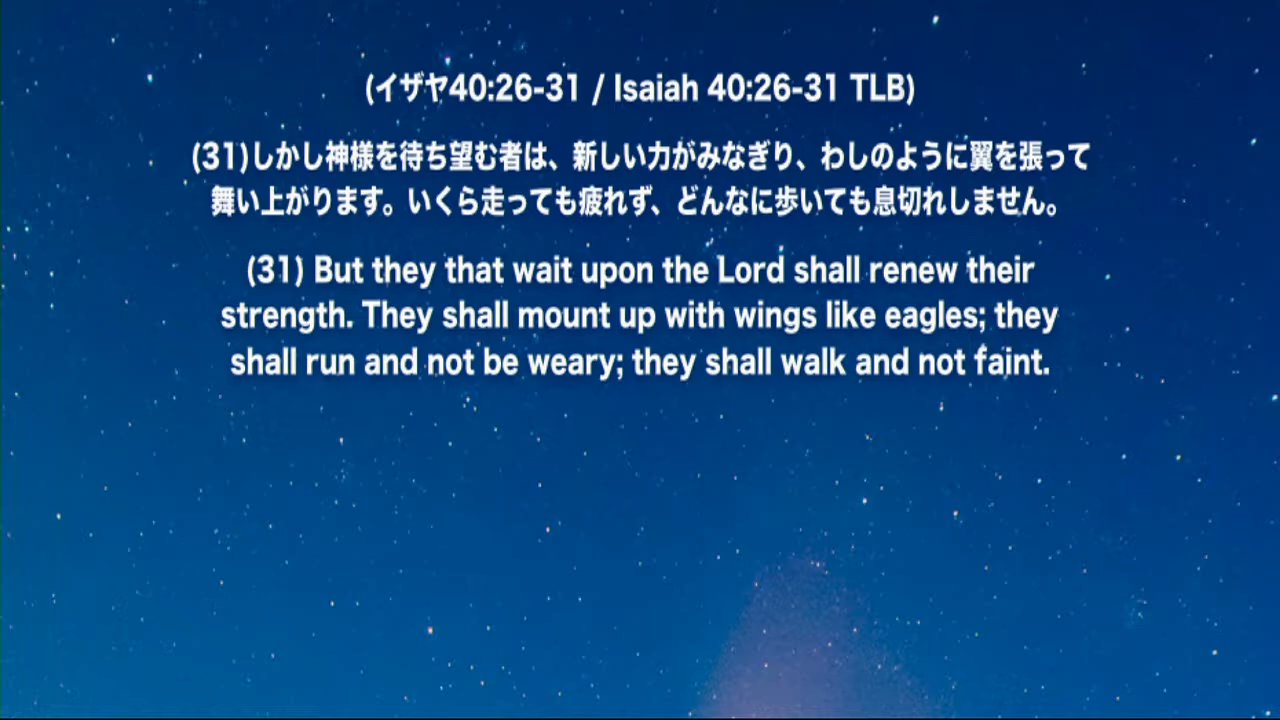 (イザヤ40:26-31 / Isaiah 40:26-31 TLB)
(31)しかし神様を待ち望む者は、新しい力がみなぎり、わしのように翼を張って
舞い上がります。いくら走っても疲れず、どんなに歩いても息切れしません。
(31) But they that wait upon the Lord shall renew their
strength. They shall mount up with wings like eagles; they
shall run and not be weary; they shall walk and not faint.